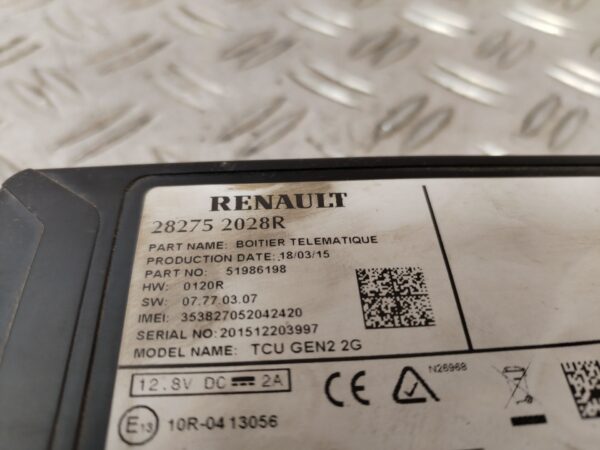 RENAULT
28275 2028R
PART NAME: BOITIER TELEMATIQUE
PRODUCTION DATE: 18/03/15
PART NO: 51986198
HW: 0120R
SW: 07.77.03.07
IMEI: 353827052042420
SERIAL NO: 201512203997
MODEL NAME: TCU GEN2 2G
12.8V DC 2A
CE
N26968
E13 10R-04 13056